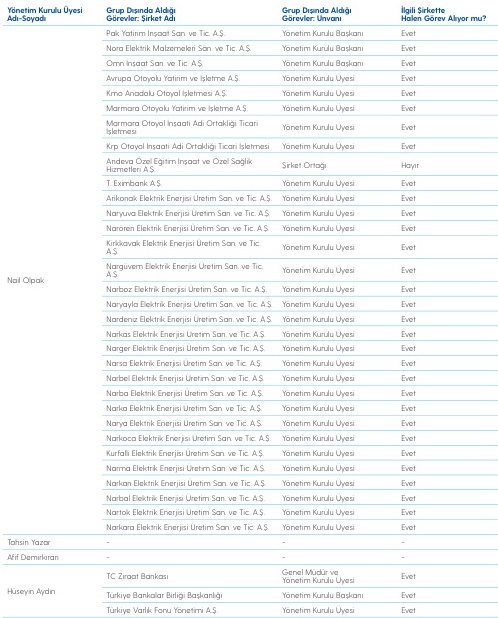 Yönetim Kurulu Üyesi Adı-Soyadı	Grup Dışında Aldığı Görevler: Şirket Adı	Grup Dışında Aldığı Görevler: Unvanı	İlgili Şirkette Halen Görev Alıyor mu?
Nail Olpak
Pak Yatırım İnşaat San. ve Tic. A.Ş.	Yönetim Kurulu Başkanı	Evet
Nora Elektrik Malzemeleri San. ve Tic. A.Ş.	Yönetim Kurulu Başkanı	Evet
Omn İnşaat San. ve Tic. A.Ş.	Yönetim Kurulu Başkanı	Evet
Avrupa Otoyolu Yatırım ve İşletme A.Ş.	Yönetim Kurulu Üyesi	Evet
Kmo Anadolu Otoyol İşletmesi A.Ş.	Yönetim Kurulu Üyesi	Evet
Marmara Otoyolu Yatırım ve İşletme A.Ş.	Yönetim Kurulu Üyesi	Evet
Marmara Otoyol İnşaatı Adi Ortaklığı Ticari İşletmesi	Yönetim Kurulu Üyesi	Evet
Krp Otoyol İnşaatı Adi Ortaklığı Ticari İşletmesi	Yönetim Kurulu Üyesi	Evet
Andeva Özel Eğitim İnşaat ve Özel Sağlık Hizmetleri A.Ş.	Şirket Ortağı	Hayır
T. Eximbank A.Ş.	Yönetim Kurulu Üyesi	Evet
Arıkonak Elektrik Enerjisi Üretim San. ve Tic. A.Ş.	Yönetim Kurulu Üyesi	Evet
Naryuva Elektrik Enerjisi Üretim San. ve Tic. A.Ş.	Yönetim Kurulu Üyesi	Evet
Narören Elektrik Enerjisi Üretim San. ve Tic. A.Ş.	Yönetim Kurulu Üyesi	Evet
Kırkkavak Elektrik Enerjisi Üretim San. ve Tic. A.Ş.	Yönetim Kurulu Üyesi	Evet
Nargüvem Elektrik Enerjisi Üretim San. ve Tic. A.Ş.	Yönetim Kurulu Üyesi	Evet
Narboz Elektrik Enerjisi Üretim San. ve Tic. A.Ş.	Yönetim Kurulu Üyesi	Evet
Naryayla Elektrik Enerjisi Üretim San. ve Tic. A.Ş.	Yönetim Kurulu Üyesi	Evet
Nardeniz Elektrik Enerjisi Üretim San. ve Tic. A.Ş.	Yönetim Kurulu Üyesi	Evet
Narkas Elektrik Enerjisi Üretim San. ve Tic. A.Ş.	Yönetim Kurulu Üyesi	Evet
Narger Elektrik Enerjisi Üretim San. ve Tic. A.Ş.	Yönetim Kurulu Üyesi	Evet
Narsa Elektrik Enerjisi Üretim San. ve Tic. A.Ş.	Yönetim Kurulu Üyesi	Evet
Narbel Elektrik Enerjisi Üretim San. ve Tic. A.Ş.	Yönetim Kurulu Üyesi	Evet
Narba Elektrik Enerjisi Üretim San. ve Tic. A.Ş.	Yönetim Kurulu Üyesi	Evet
Narka Elektrik Enerjisi Üretim San. ve Tic. A.Ş.	Yönetim Kurulu Üyesi	Evet
Narya Elektrik Enerjisi Üretim San. ve Tic. A.Ş.	Yönetim Kurulu Üyesi	Evet
Narkoca Elektrik Enerjisi Üretim San. ve Tic. A.Ş.	Yönetim Kurulu Üyesi	Evet
Kurfallı Elektrik Enerjisi Üretim San. ve Tic. A.Ş.	Yönetim Kurulu Üyesi	Evet
Narma Elektrik Enerjisi Üretim San. ve Tic. A.Ş.	Yönetim Kurulu Üyesi	Evet
Narkan Elektrik Enerjisi Üretim San. ve Tic. A.Ş.	Yönetim Kurulu Üyesi	Evet
Narbal Elektrik Enerjisi Üretim San. ve Tic. A.Ş.	Yönetim Kurulu Üyesi	Evet
Nartok Elektrik Enerjisi Üretim San. ve Tic. A.Ş.	Yönetim Kurulu Üyesi	Evet
Narkara Elektrik Enerjisi Üretim San. ve Tic. A.Ş.	Yönetim Kurulu Üyesi	Evet
Tahsin Yazar	-	-	-
Afif Demirkıran	-	-	-
Hüseyin Aydın
TC Ziraat Bankası	Genel Müdür ve Yönetim Kurulu Üyesi	Evet
Türkiye Bankalar Birliği Başkanlığı	Yönetim Kurulu Başkanı	Evet
Türkiye Varlık Fonu Yönetimi A.Ş	Yönetim Kurulu Üyesi	Evet